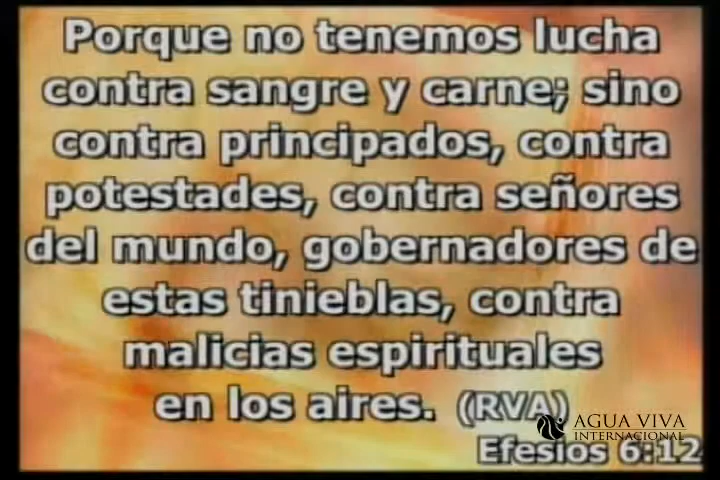 Porque no tenemos lucha
contra sangre y carne; sino
contra principados, contra
potestades, contra señores
del mundo, gobernadores de
estas tinieblas, contra
malicias espirituales
en los aires. (RVA)
AGUA VIVA
INTERNACIONAL
Efesios 6:12